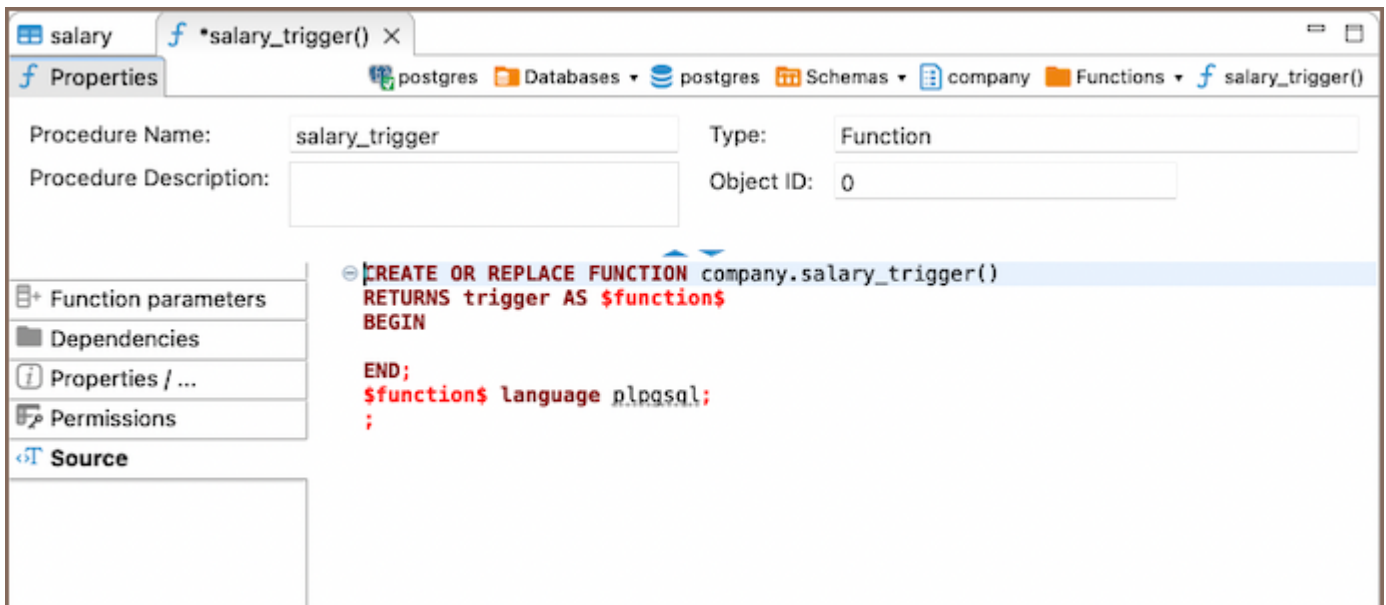 salary
*salary_trigger()
Properties
postgres Databases postgres Schemas company Functions salary_trigger()
Procedure Name: salary_trigger Type: Function
Procedure Description: Object ID: 0
CREATE OR REPLACE FUNCTION company.salary_trigger()
RETURNS trigger AS $function$
BEGIN
END;
$function$ language plpgsql;
;
Function parameters
Dependencies
Properties / ...
Permissions
Source